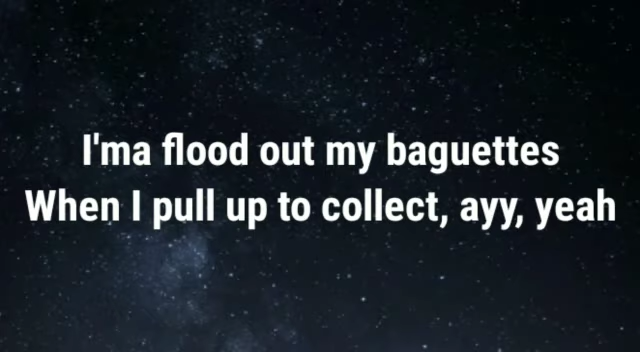 I'ma flood out my baguettes
When I pull up to collect, ayy, yeah